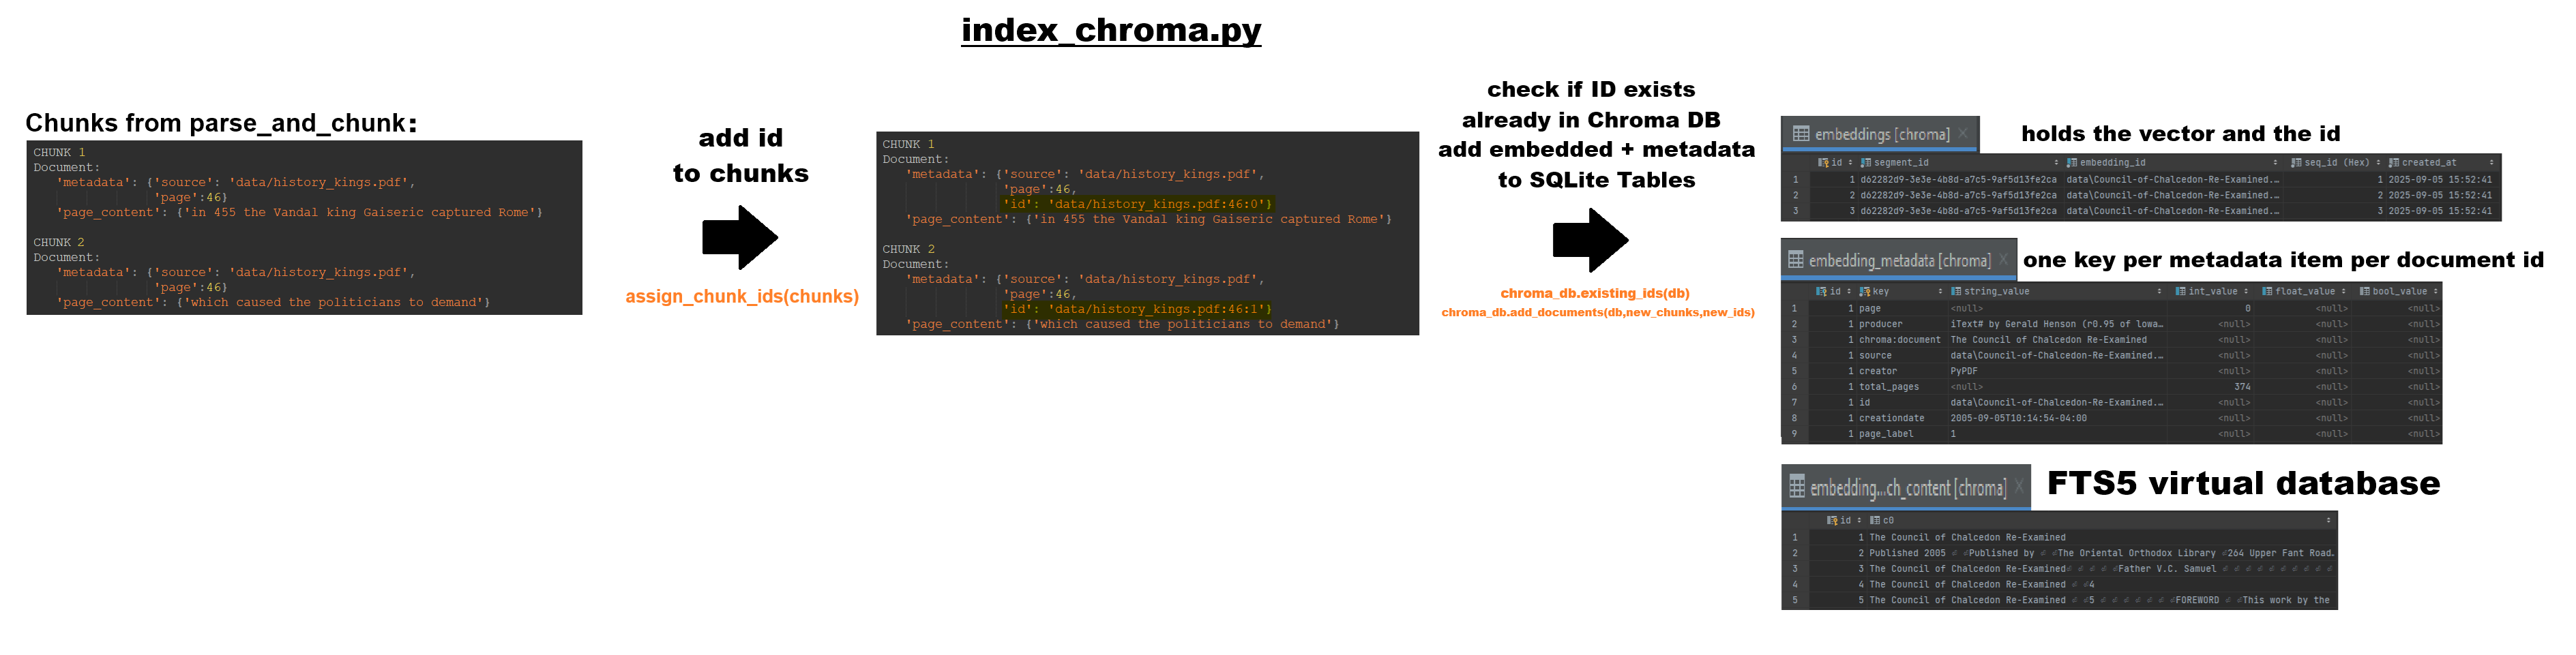 index_chroma.py
Chunks from parse_and_chunk:
CHUNK 1
Document:
'metadata': {'source': 'data/history_kings.pdf',
'page':46}
'page_content': {'in 455 the Vandal king Gaiseric captured Rome'}
CHUNK 2
Document:
'metadata': {'source': 'data/history_kings.pdf',
'page':46}
'page_content': {'which caused the politicians to demand'}
add id
to chunks
assign_chunk_ids(chunks)
CHUNK 1
Document:
'metadata': {'source': 'data/history_kings.pdf',
'page':46,
'id': 'data/history_kings.pdf:46:0'}
'page_content': {'in 455 the Vandal king Gaiseric captured Rome'}
CHUNK 2
Document:
'metadata': {'source': 'data/history_kings.pdf',
'page':46,
'id': 'data/history_kings.pdf:46:1'}
'page_content': {'which caused the politicians to demand'}
check if ID exists
already in Chroma DB
add embedded + metadata
to SQLite Tables
chroma_db.existing_ids(db)
chroma_db.add_documents(db,new_chunks,new_ids)
embeddings [chroma]
holds the vector and the id
id segment_id embedding_id seq_id (Hex) created_at
1 1 d62282d9-3e3e-4b8d-a7c5-9af5d13fe2ca data\Council-of-Chalcedon-Re-Examined.… 1 2025-09-05 15:52:41
2 2 d62282d9-3e3e-4b8d-a7c5-9af5d13fe2ca data\Council-of-Chalcedon-Re-Examined.… 2 2025-09-05 15:52:41
3 3 d62282d9-3e3e-4b8d-a7c5-9af5d13fe2ca data\Council-of-Chalcedon-Re-Examined.… 3 2025-09-05 15:52:41
embedding_metadata [chroma]
one key per metadata item per document id
id key string_value int_value float_value bool_value
1 1 page <null> 0 <null> <null>
2 1 producer iText# by Gerald Henson (r0.95 of lowa… <null> <null> <null>
3 1 chroma:document The Council of Chalcedon Re-Examined <null> <null> <null>
4 1 source data\Council-of-Chalcedon-Re-Examined.… <null> <null> <null>
5 1 creator PyPDF <null> <null> <null>
6 1 total_pages <null> 374 <null> <null>
7 1 id data\Council-of-Chalcedon-Re-Examined.… <null> <null> <null>
8 1 creationdate 2005-09-05T10:14:54-04:00 <null> <null> <null>
9 1 page_label 1 <null> <null> <null>
embedding...ch_content [chroma]
FTS5 virtual database
id c0
1 1 The Council of Chalcedon Re-Examined
2 2 Published 2005 ⏎ ⏎Published by ⏎ ⏎The Oriental Orthodox Library ⏎264 Upper Fant Road…
3 3 The Council of Chalcedon Re-Examined⏎ ⏎ ⏎ ⏎ ⏎Father V.C. Samuel ⏎ ⏎ ⏎ ⏎ ⏎ ⏎ ⏎ ⏎ ⏎ ⏎
4 4 The Council of Chalcedon Re-Examined ⏎ ⏎4
5 5 The Council of Chalcedon Re-Examined ⏎ ⏎5 ⏎ ⏎ ⏎ ⏎ ⏎ ⏎ ⏎FOREWORD ⏎ ⏎This work by the